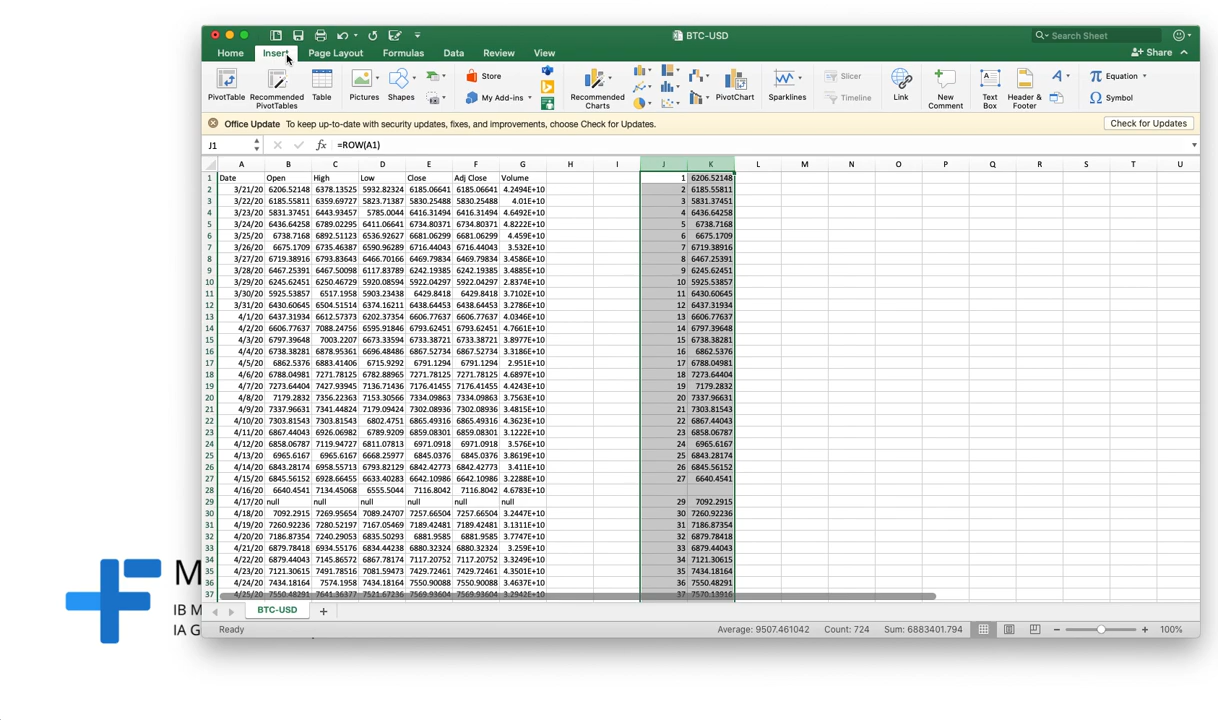 BTC-USD
Search Sheet
Home Insert Page Layout Formulas Data Review View Share
Store
My Add-ins
PivotTable Recommended PivotTables Table Pictures Shapes Recommended Charts PivotChart Sparklines Slicer Timeline Link New Comment Text Box Header & Footer Equation Symbol
Office Update To keep up-to-date with security updates, fixes, and improvements, choose Check for Updates. Check for Updates
J1 fx =ROW(A1)
A B C D E F G H I J K L M N O P Q R S T U
1 Date Open High Low Close Adj Close Volume 1 6206.52148
2 3/21/20 6206.52148 6378.13525 5932.82324 6185.06641 6185.06641 4.2494E+10 2 6185.55811
3 3/22/20 6185.55811 6359.69727 5823.71387 5830.25488 5830.25488 4.01E+10 3 5831.37451
4 3/23/20 5831.37451 6443.93457 5785.0044 6416.31494 6416.31494 4.6492E+10 4 6436.64258
5 3/24/20 6436.64258 6789.02295 6411.06641 6734.80371 6734.80371 4.8222E+10 5 6738.7168
6 3/25/20 6738.7168 6892.51123 6536.92627 6681.06299 6681.06299 4.459E+10 6 6675.1709
7 3/26/20 6675.1709 6735.46387 6590.96289 6716.44043 6716.44043 3.532E+10 7 6719.38916
8 3/27/20 6719.38916 6793.83643 6466.70166 6469.79834 6469.79834 3.4586E+10 8 6467.25391
9 3/28/20 6467.25391 6467.50098 6117.83789 6242.19385 6242.19385 3.4885E+10 9 6245.62451
10 3/29/20 6245.62451 6250.46729 5920.08594 5922.04297 5922.04297 2.8374E+10 10 5925.53857
11 3/30/20 5925.53857 6517.1958 5903.23438 6429.8418 6429.8418 3.7102E+10 11 6430.60645
12 3/31/20 6430.60645 6504.51514 6374.16211 6438.64453 6438.64453 3.2786E+10 12 6437.31934
13 4/1/20 6437.31934 6612.57373 6202.37354 6606.77637 6606.77637 4.0346E+10 13 6606.77637
14 4/2/20 6606.77637 7088.24756 6595.91846 6793.62451 6793.62451 4.7661E+10 14 6797.39648
15 4/3/20 6797.39648 7003.2207 6673.33594 6733.38721 6733.38721 3.8977E+10 15 6738.38281
16 4/4/20 6738.38281 6878.95361 6696.48486 6867.52734 6867.52734 3.3186E+10 16 6862.5376
17 4/5/20 6862.5376 6883.41406 6715.9292 6791.1294 6791.1294 2.951E+10 17 6788.04981
18 4/6/20 6788.04980 7271.78125 6782.88965 7271.78125 7271.78125 4.6897E+10 18 7273.64404
19 4/7/20 7273.64404 7427.93945 7136.71436 7176.41455 7176.41455 4.4243E+10 19 7179.2832
20 4/8/20 7179.2832 7356.22363 7153.30566 7334.09863 7334.09863 3.7563E+10 20 7337.96631
21 4/9/20 7337.96631 7341.44824 7179.09424 7302.08936 7302.08936 3.4815E+10 21 7303.81543
22 4/10/20 7303.81543 7303.81543 6802.4751 6865.49316 6865.49316 4.3623E+10 22 6867.44043
23 4/11/20 6867.44043 6926.06982 6789.9209 6859.08301 6859.08301 3.1222E+10 23 6858.06787
24 4/12/20 6858.06787 7119.94727 6811.07813 6971.0918 6971.0918 3.576E+10 24 6965.6167
25 4/13/20 6965.6167 6965.6167 6668.25977 6845.0376 6845.0376 3.8619E+10 25 6843.28174
26 4/14/20 6843.28174 6958.55713 6793.82129 6842.42773 6842.42773 3.411E+10 26 6845.56152
27 4/15/20 6845.56152 6928.66455 6633.40283 6642.10986 6642.10986 3.2288E+10 27 6640.4541
28 4/16/20 6640.4541 7134.45068 6555.5044 7116.8042 7116.8042 4.6783E+10
29 4/17/20 null null null null null null 29 7092.2915
30 4/18/20 7092.2915 7269.95654 7089.24707 7257.66504 7257.66504 3.2447E+10 30 7260.92236
31 4/19/20 7260.92236 7280.52197 7167.05469 7189.42481 7189.42481 3.1311E+10 31 7186.87354
32 4/20/20 7186.87354 7240.29053 6835.50293 6881.9585 6881.9585 3.7747E+10 32 6879.78418
33 4/21/20 6879.78418 6934.55176 6834.44238 6880.32324 6880.32324 3.259E+10 33 6879.44043
34 4/22/20 6879.44043 7145.86572 6867.78174 7117.20752 7117.20752 3.3249E+10 34 7121.30615
35 4/23/20 7121.30615 7491.78516 7081.59473 7429.72461 7429.72461 4.3501E+10 35 7434.18164
36 4/24/20 7434.18164 7574.1958 7434.18164 7550.90088 7550.90088 3.4637E+10 36 7550.48291
37 4/25/20 7550.48291 7641.36377 7521.67236 7569.93604 7569.93604 3.2942E+10 37 7570.13916
BTC-USD
Ready Average: 9507.461042 Count: 724 Sum: 6883401.794 100%
M
IB M
IA G